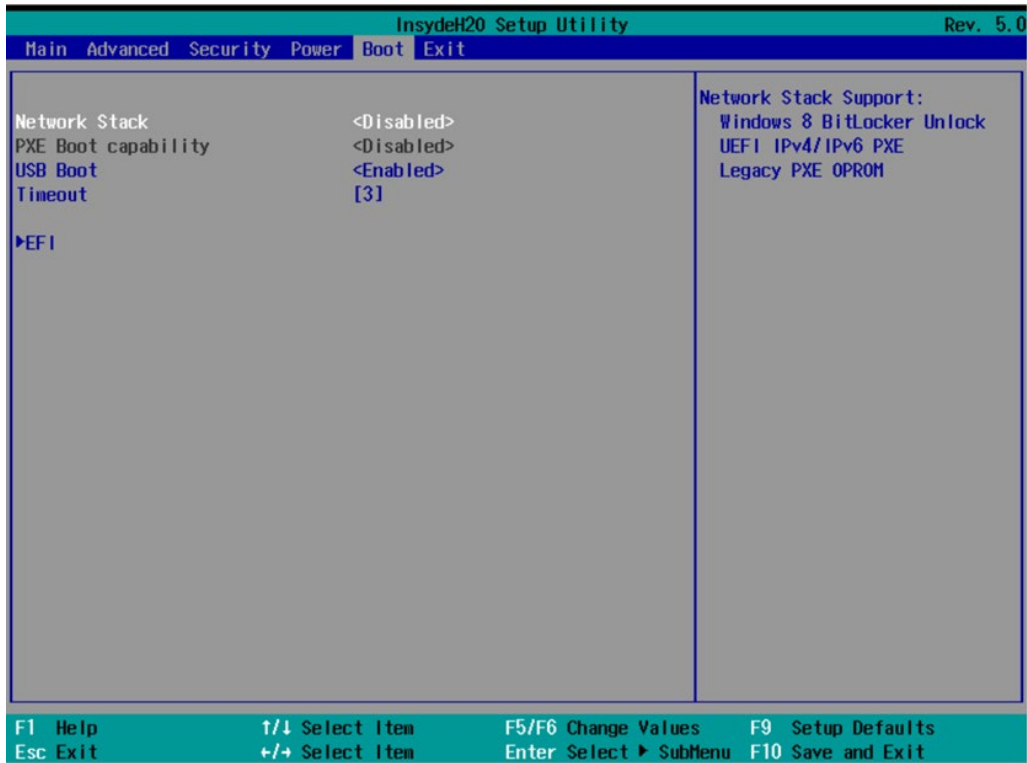 InsydeH20 Setup Utility Rev. 5.0
Main Advanced Security Power Boot Exit
Network Stack <Disabled>
PXE Boot capability <Disabled>
USB Boot <Enabled>
Timeout [3]
▶EFI
Network Stack Support:
Windows 8 BitLocker Unlock
UEFI IPv4/IPv6 PXE
Legacy PXE OPROM
F1 Help ↑/↓ Select Item F5/F6 Change Values F9 Setup Defaults
Esc Exit ←/→ Select Item Enter Select ▶ SubMenu F10 Save and Exit